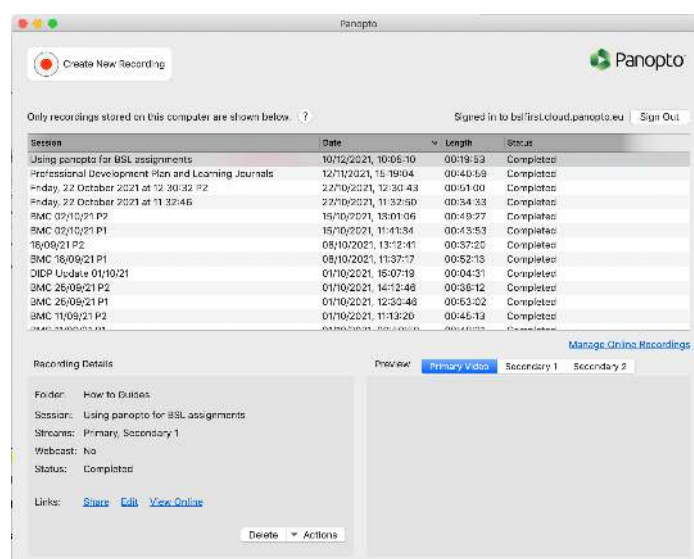 Panopto
Create New Recording
Panopto
Only recordings stored on this computer are shown below. ?
Signed in to bslfirst.cloud.panopto.eu Sign Out
Session Date Length Status
Using panopto for BSL assignments 10/12/2021, 10:05:10 00:19:53 Completed
Professional Development Plan and Learning Journals 12/11/2021, 15:19:04 00:40:59 Completed
Friday, 22 October 2021 at 12:30:32 P2 22/10/2021, 12:30:43 00:51:00 Completed
Friday, 22 October 2021 at 11:32:46 22/10/2021, 11:32:50 00:34:33 Completed
BMC 02/10/21 P2 15/10/2021, 13:01:06 00:49:27 Completed
BMC 02/10/21 P1 15/10/2021, 11:41:34 00:43:53 Completed
18/09/21 P2 08/10/2021, 13:12:41 00:37:20 Completed
BMC 18/09/21 P1 08/10/2021, 11:37:17 00:52:13 Completed
DIDP Update 01/10/21 01/10/2021, 15:07:19 00:04:31 Completed
BMC 25/09/21 P2 01/10/2021, 14:12:46 00:38:12 Completed
BMC 25/09/21 P1 01/10/2021, 12:30:46 00:53:02 Completed
BMC 11/09/21 P2 01/10/2021, 11:13:20 00:45:13 Completed
Manage Online Recordings
Recording Details
Preview Primary Video Secondary 1 Secondary 2
Folder: How to Guides
Session: Using panopto for BSL assignments
Streams: Primary, Secondary 1
Webcast: No
Status: Completed
Links: Share Edit View Online
Delete Actions